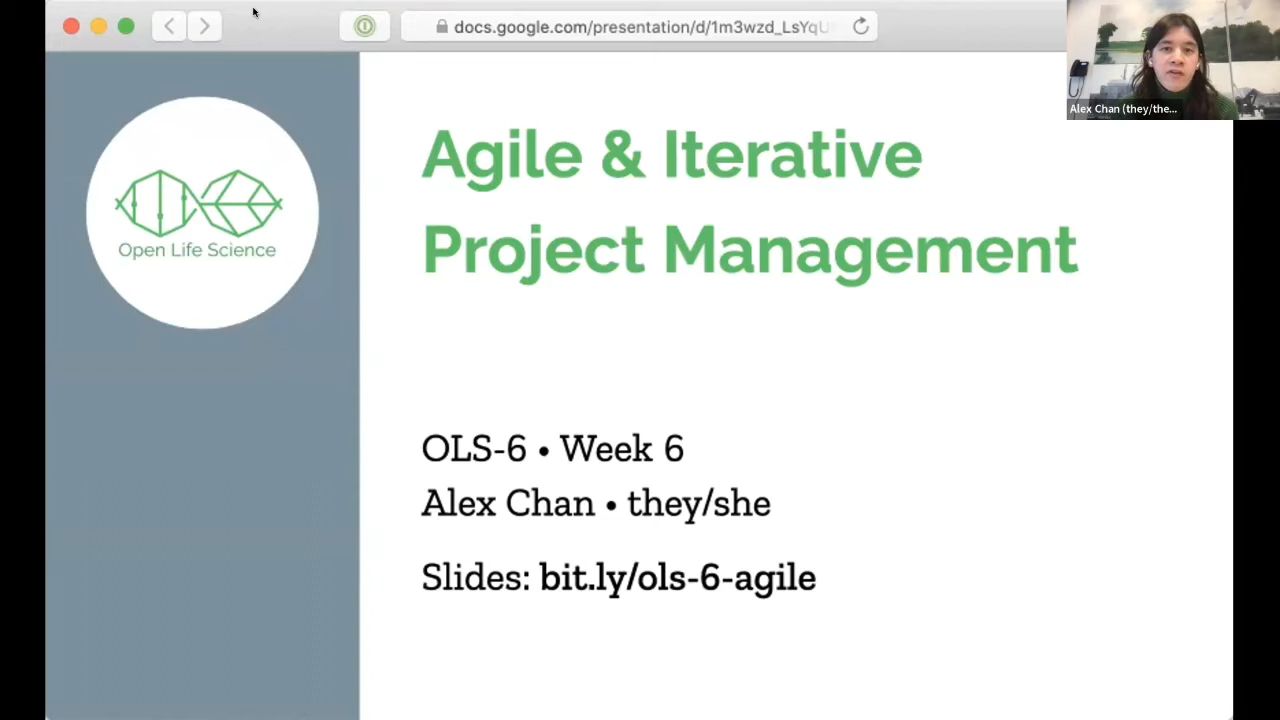 docs.google.com/presentation/d/1m3wzd_LsYqU
Alex Chan (they/the...
Open Life Science
Agile & Iterative
Project Management
OLS-6 • Week 6
Alex Chan • they/she
Slides: bit.ly/ols-6-agile